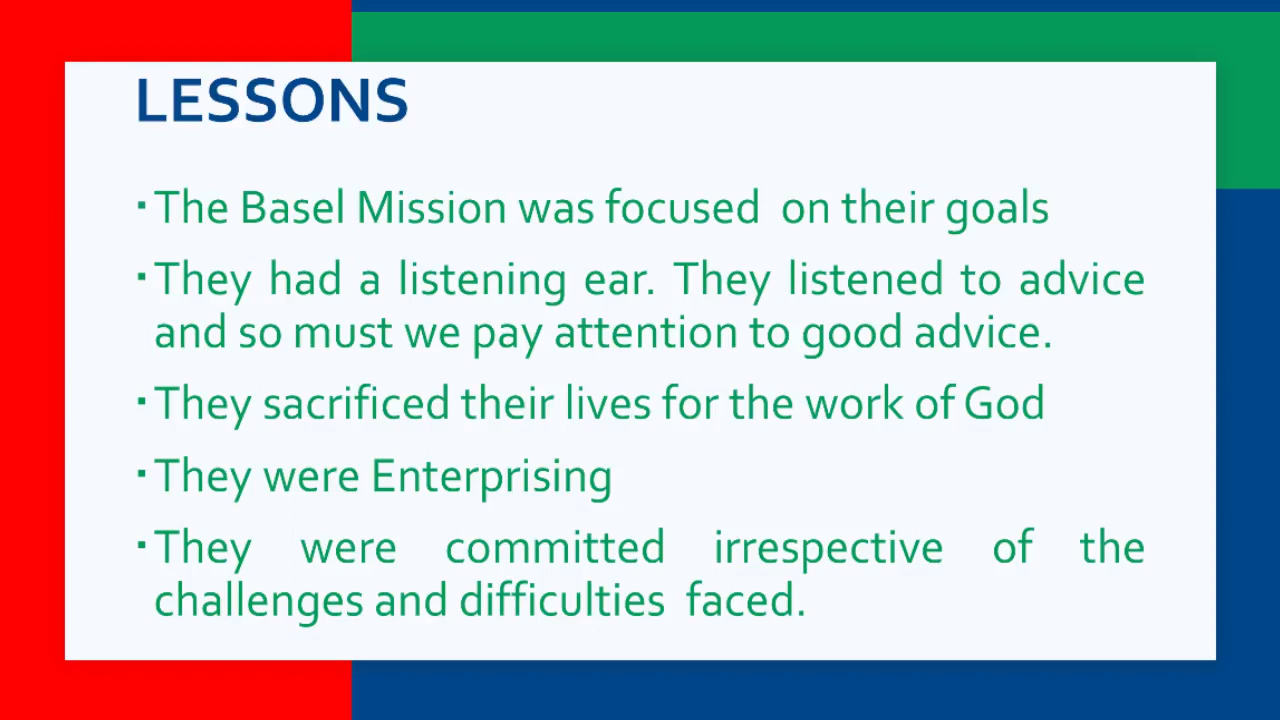 LESSONS
▪The Basel Mission was focused  on their goals
▪They had a listening ear. They listened to advice
and so must we pay attention to good advice.
▪They sacrificed their lives for the work of God
▪They were Enterprising
▪They were committed irrespective of the
challenges and difficulties  faced.